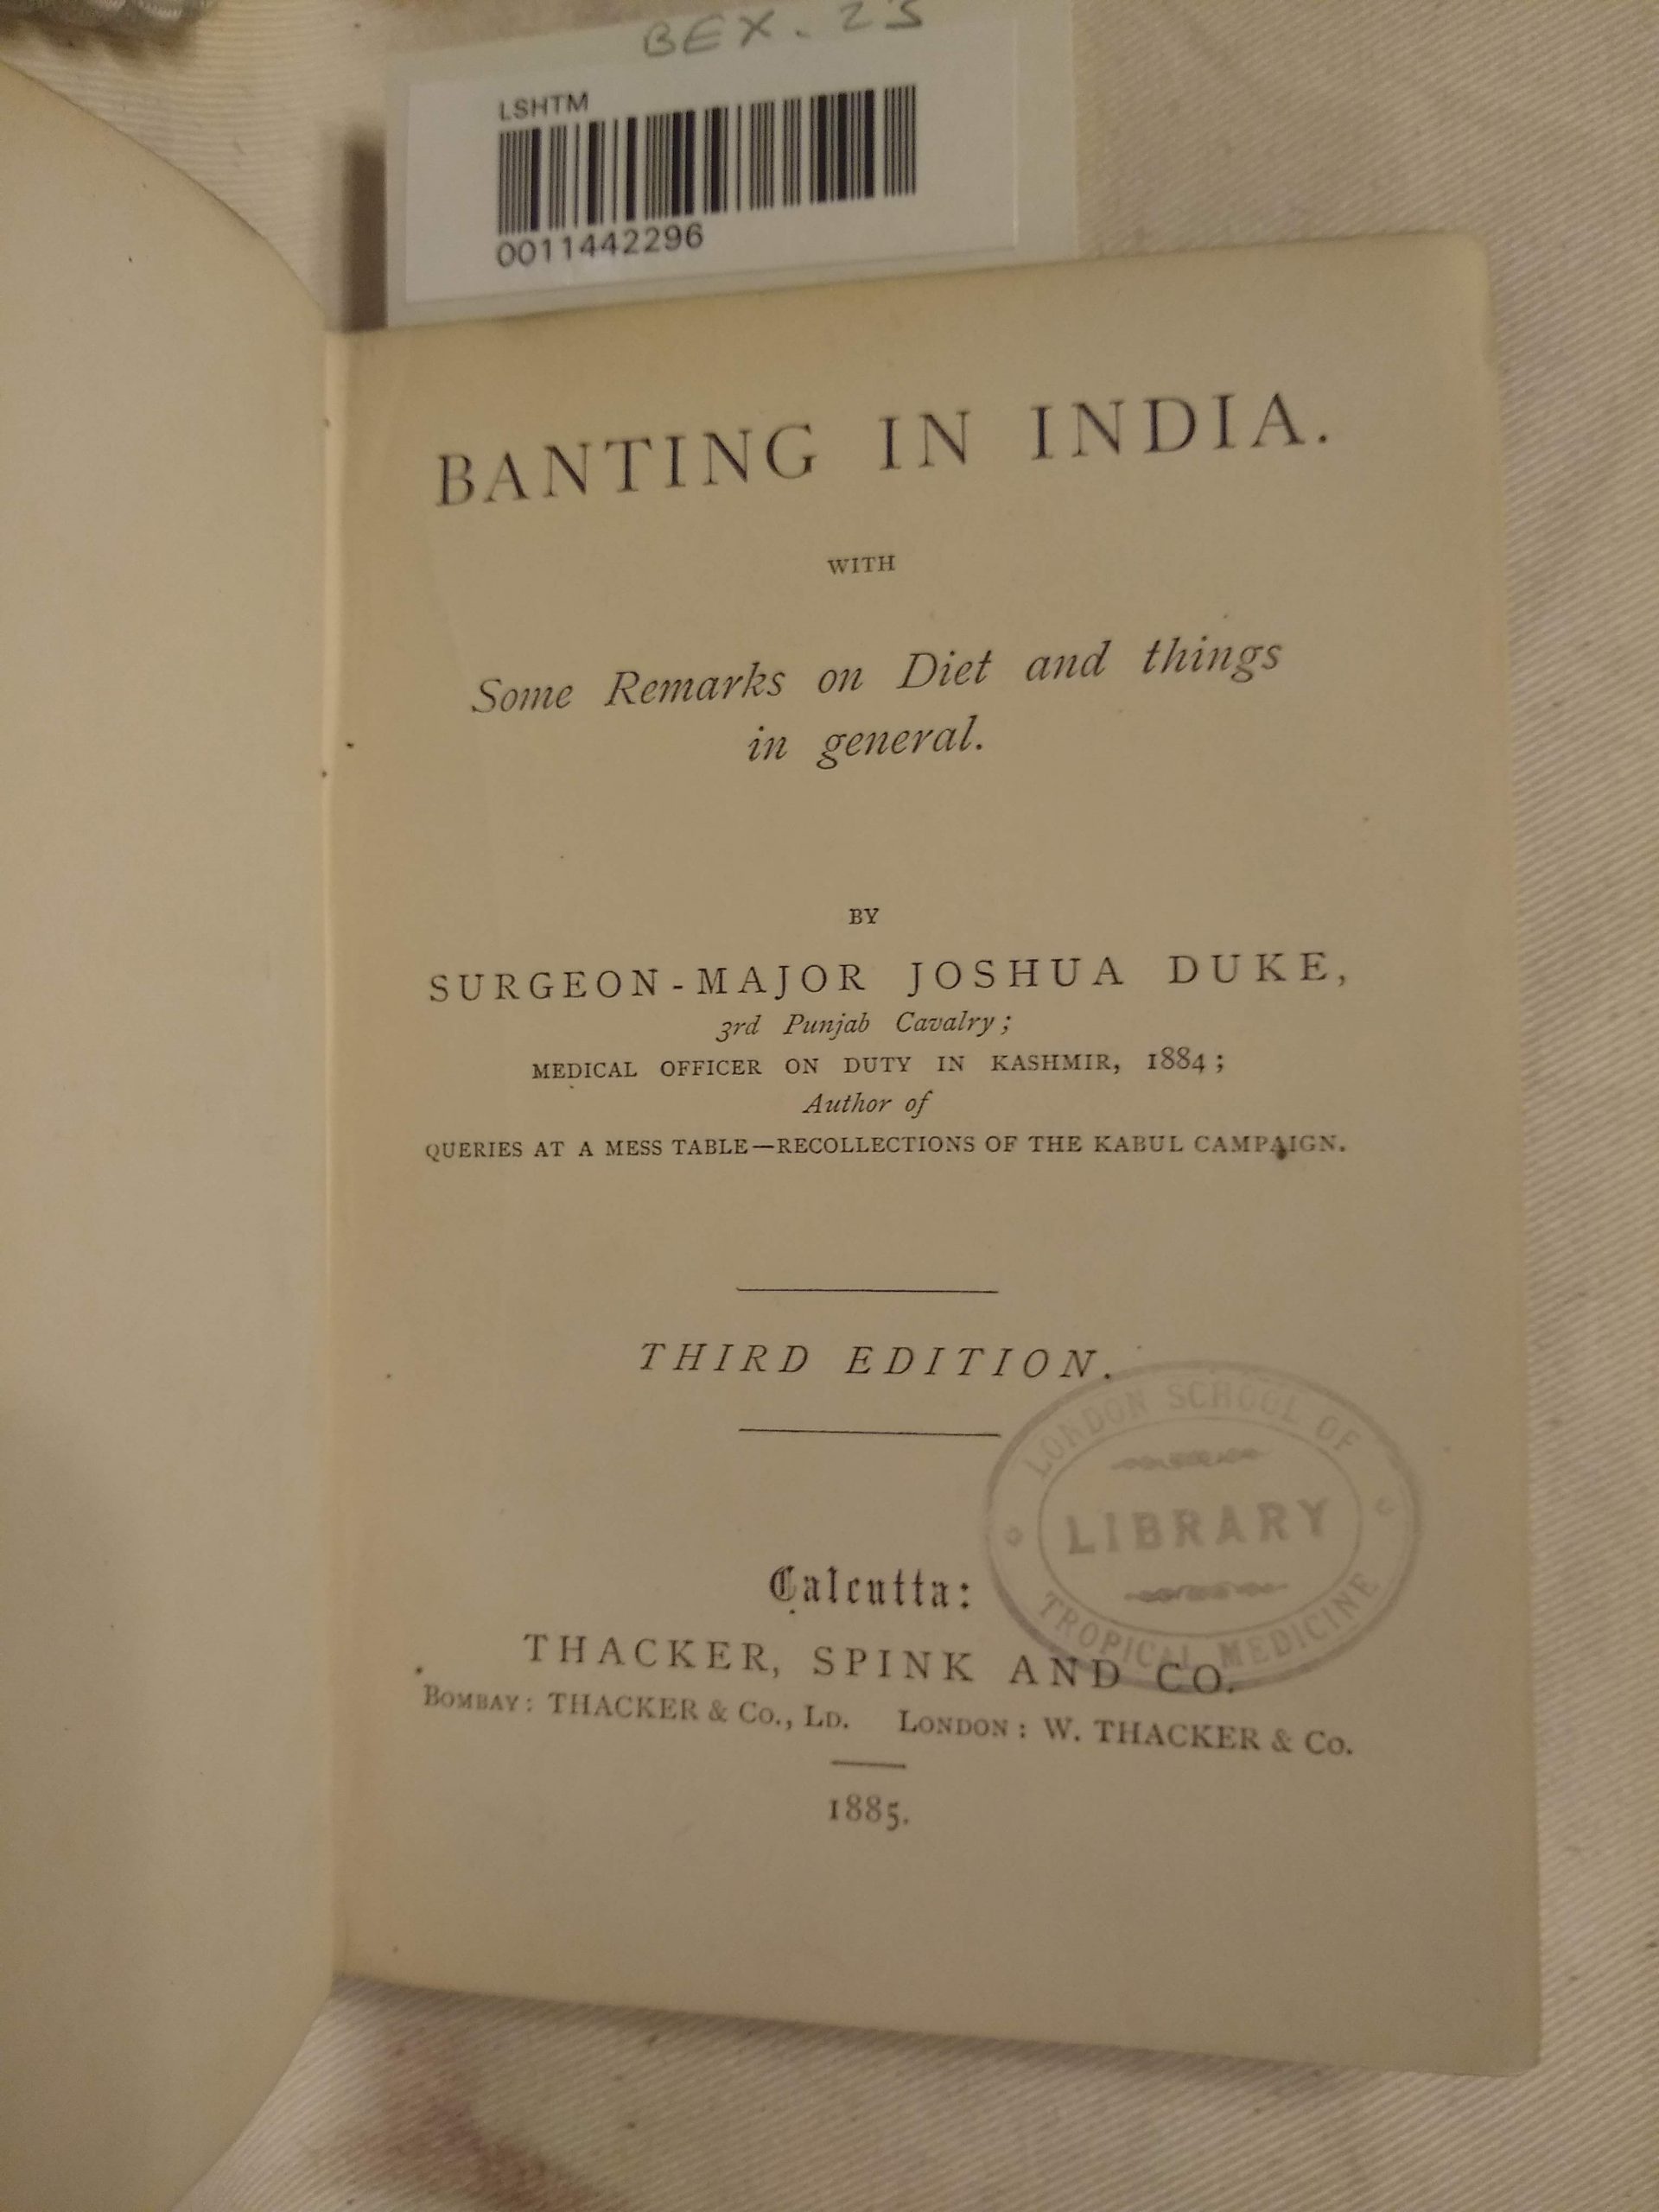 BEX. 23
LSHTM
0011442296
BANTING IN INDIA.
WITH
Some Remarks on Diet and things
in general.
BY
SURGEON-MAJOR JOSHUA DUKE,
3rd Punjab Cavalry;
MEDICAL OFFICER ON DUTY IN KASHMIR, 1884;
Author of
QUERIES AT A MESS TABLE—RECOLLECTIONS OF THE KABUL CAMPAIGN.
THIRD EDITION.
LONDON SCHOOL OF
LIBRARY
TROPICAL MEDICINE
Calcutta:
THACKER, SPINK AND CO.
BOMBAY: THACKER & CO., LD. LONDON: W. THACKER & CO.
1885.